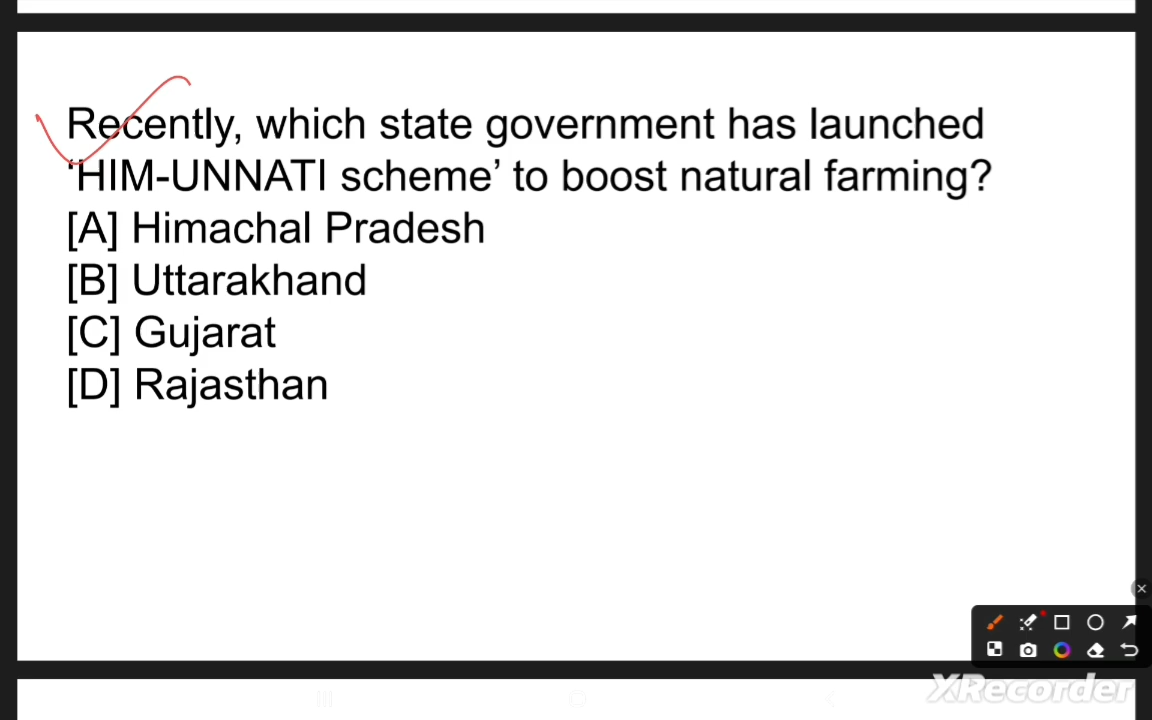 Recently, which state government has launched
‘HIM-UNNATI scheme’ to boost natural farming?
[A] Himachal Pradesh
[B] Uttarakhand
[C] Gujarat
[D] Rajasthan
XRecorder